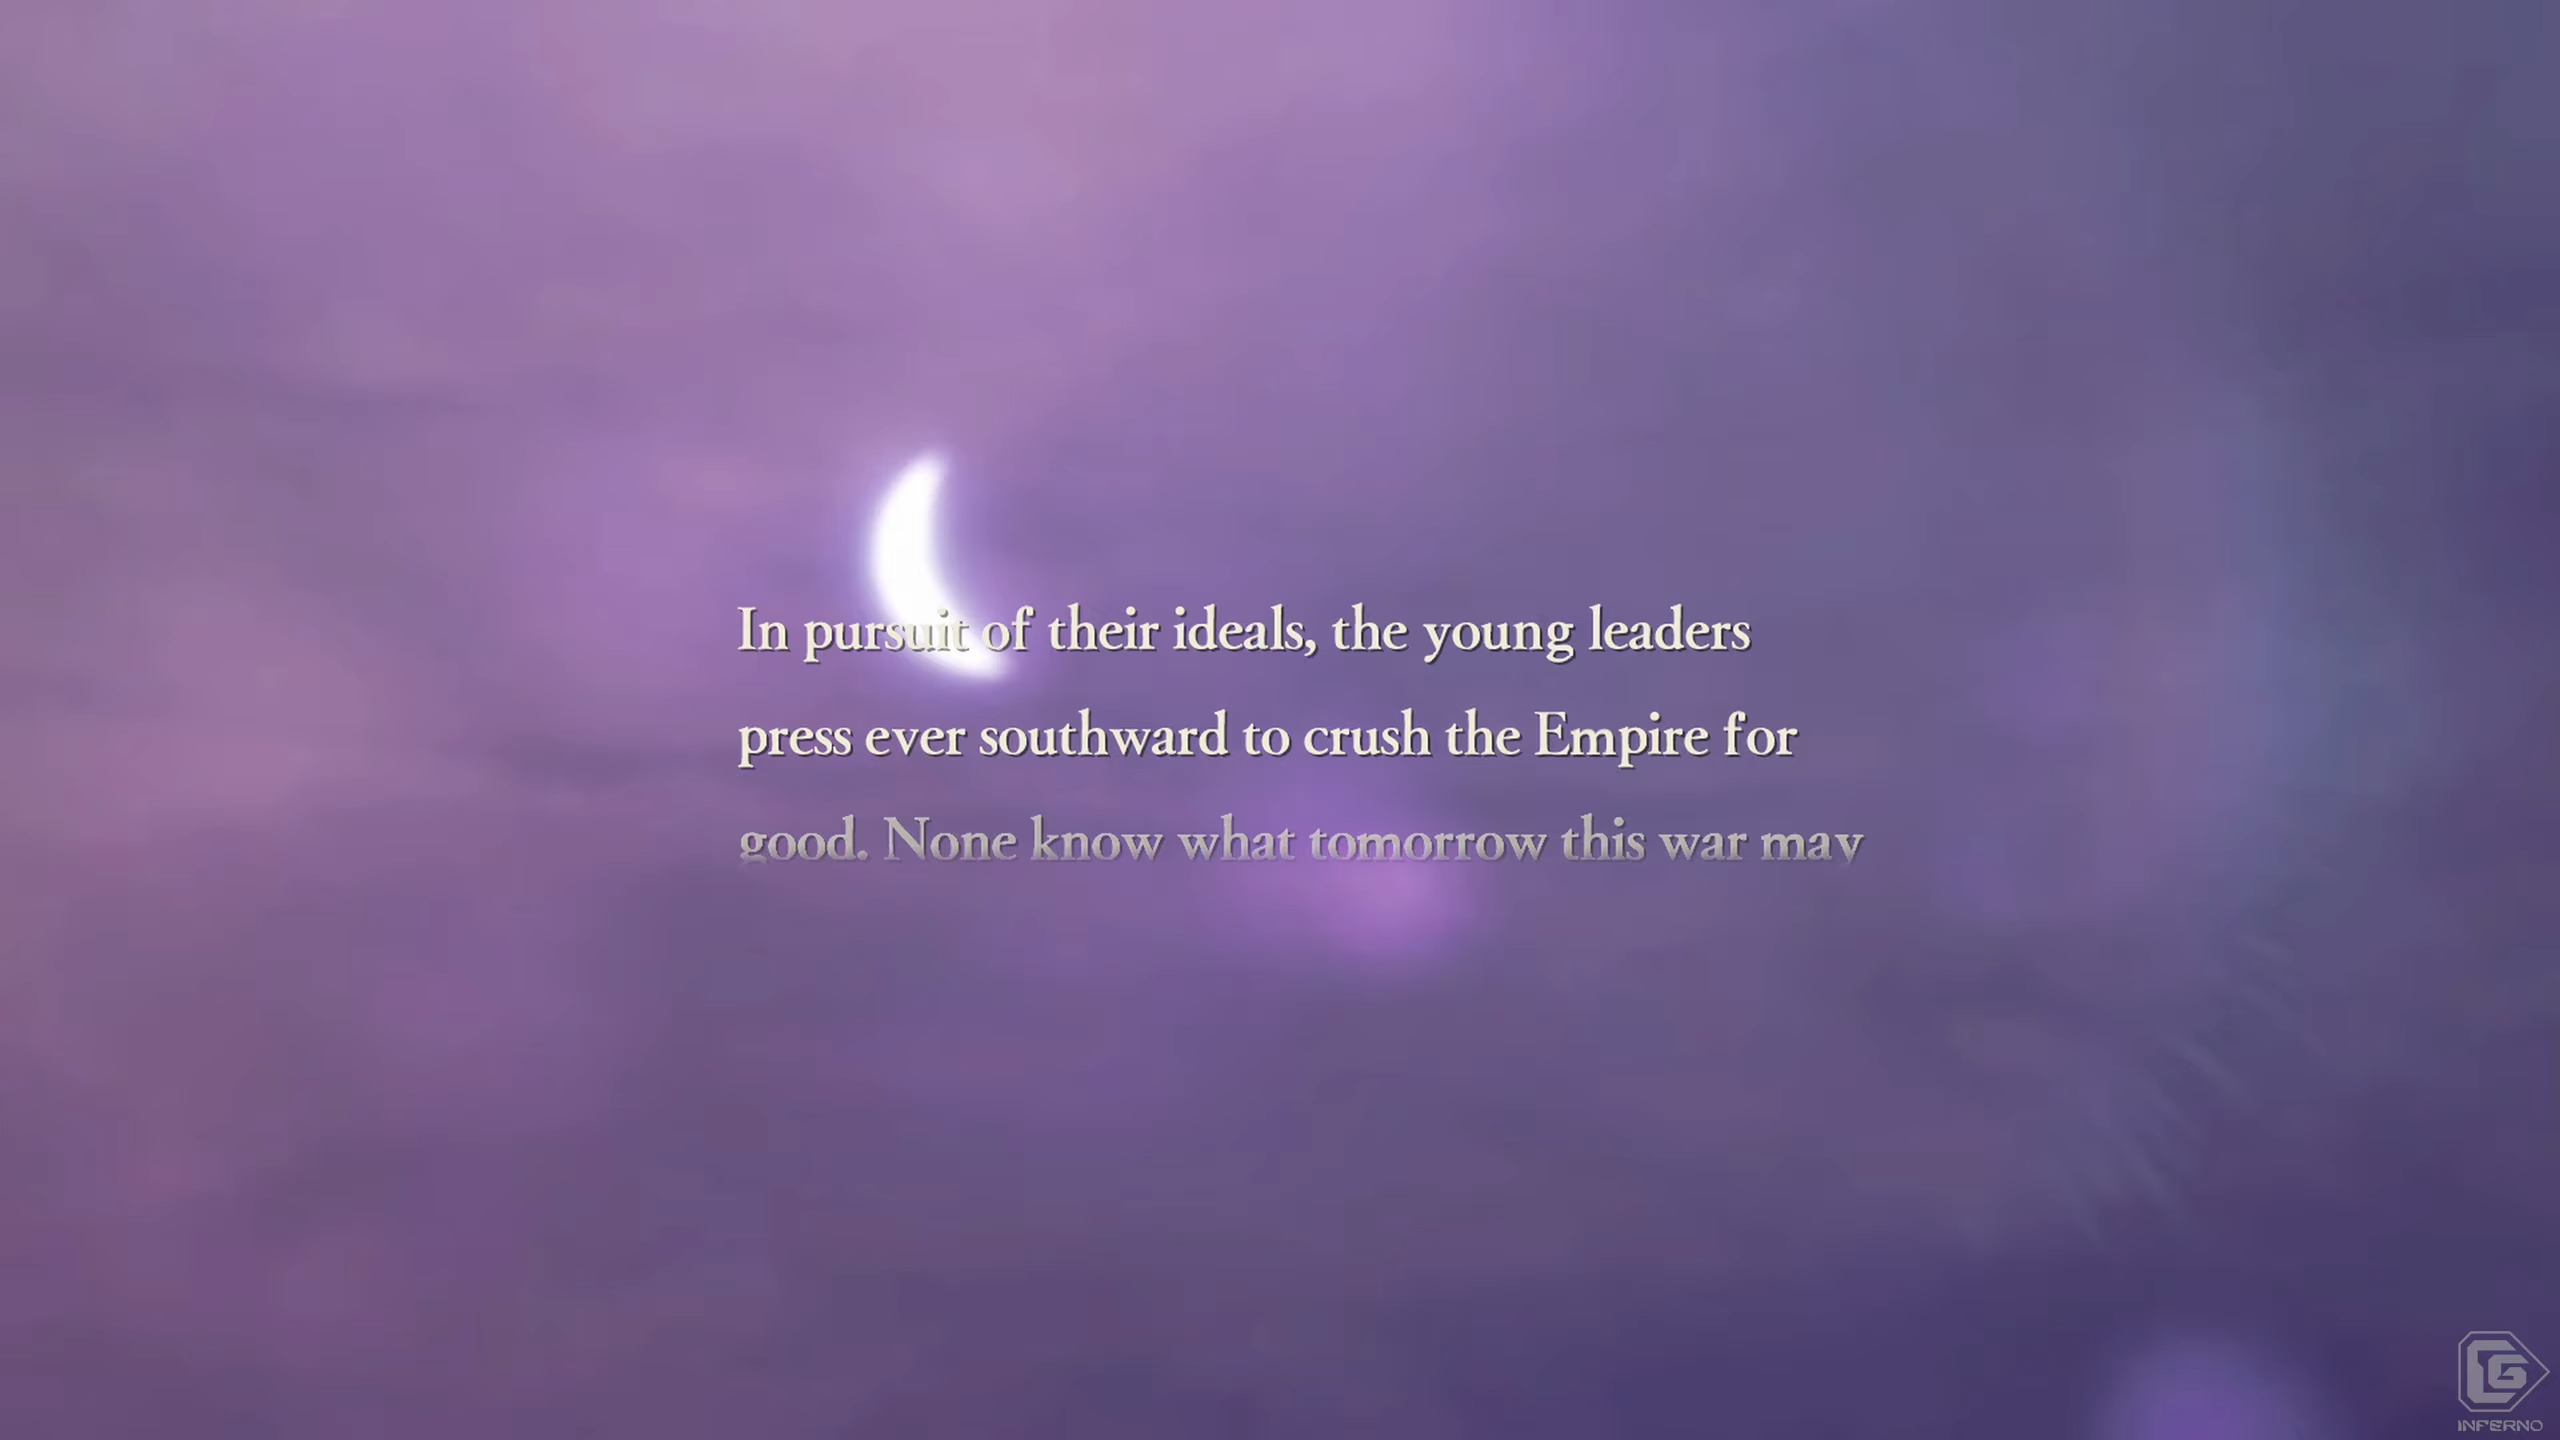 In pursuit of their ideals, the young leaders
press ever southward to crush the Empire for
good. None know what tomorrow this war may
INFERNO